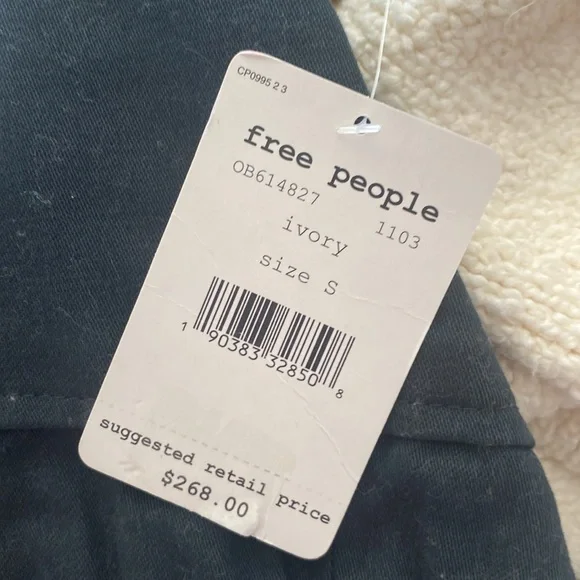 CP0995 2 3
free people
OB614827 1103
ivory
size S
1 90383 32850 8
suggested retail price
$268.00